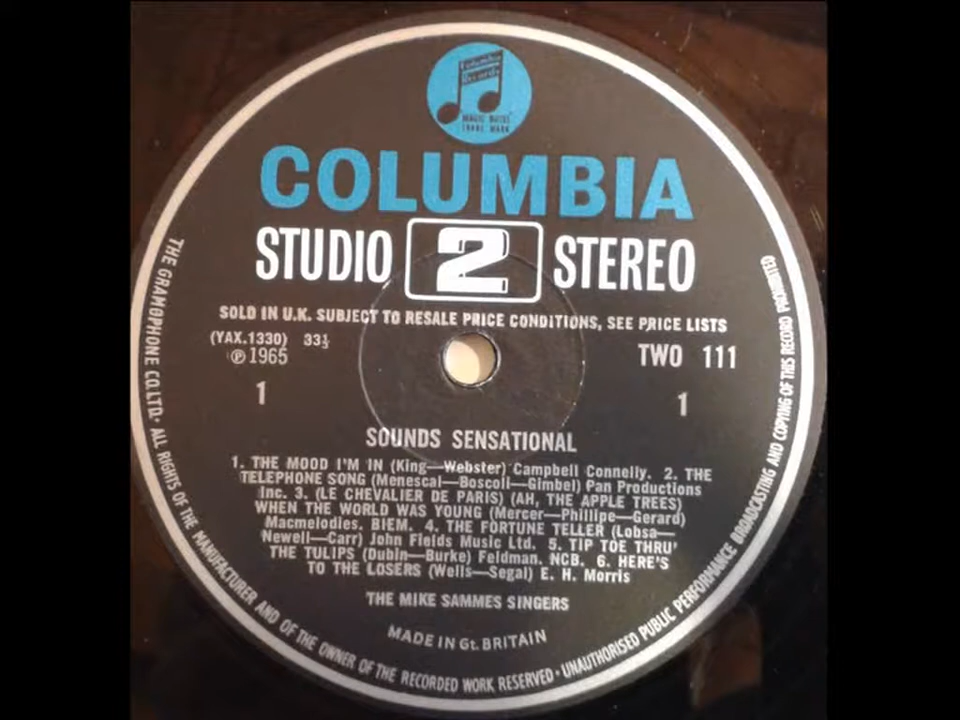 Columbia
Records
MAGIC NOTES
TRADE MARK
COLUMBIA
STUDIO 2 STEREO
SOLD IN U.K. SUBJECT TO RESALE PRICE CONDITIONS, SEE PRICE LISTS
(YAX.1330) 33⅓
℗1965
TWO 111
1
1
SOUNDS SENSATIONAL
1. THE MOOD I'M IN (King—Webster) Campbell Connelly. 2. THE
TELEPHONE SONG (Menescal—Boscoli—Gimbel) Pan Productions
Inc. 3. (LE CHEVALIER DE PARIS) (AH, THE APPLE TREES)
WHEN THE WORLD WAS YOUNG (Mercer—Phillipe—Gerard)
Macmelodies. BIEM. 4. THE FORTUNE TELLER (Lobsa—
Newell—Carr) John Fields Music Ltd. 5. TIP TOE THRU'
THE TULIPS (Dubin—Burke) Feldman. NCB. 6. HERE'S
TO THE LOSERS (Wells—Segal) E. H. Morris
THE MIKE SAMMES SINGERS
MADE IN Gt. BRITAIN
THE GRAMOPHONE CO. LTD. · ALL RIGHTS OF THE MANUFACTURER AND OF THE OWNER OF THE RECORDED WORK RESERVED · UNAUTHORISED PUBLIC PERFORMANCE BROADCASTING AND COPYING OF THIS RECORD PROHIBITED